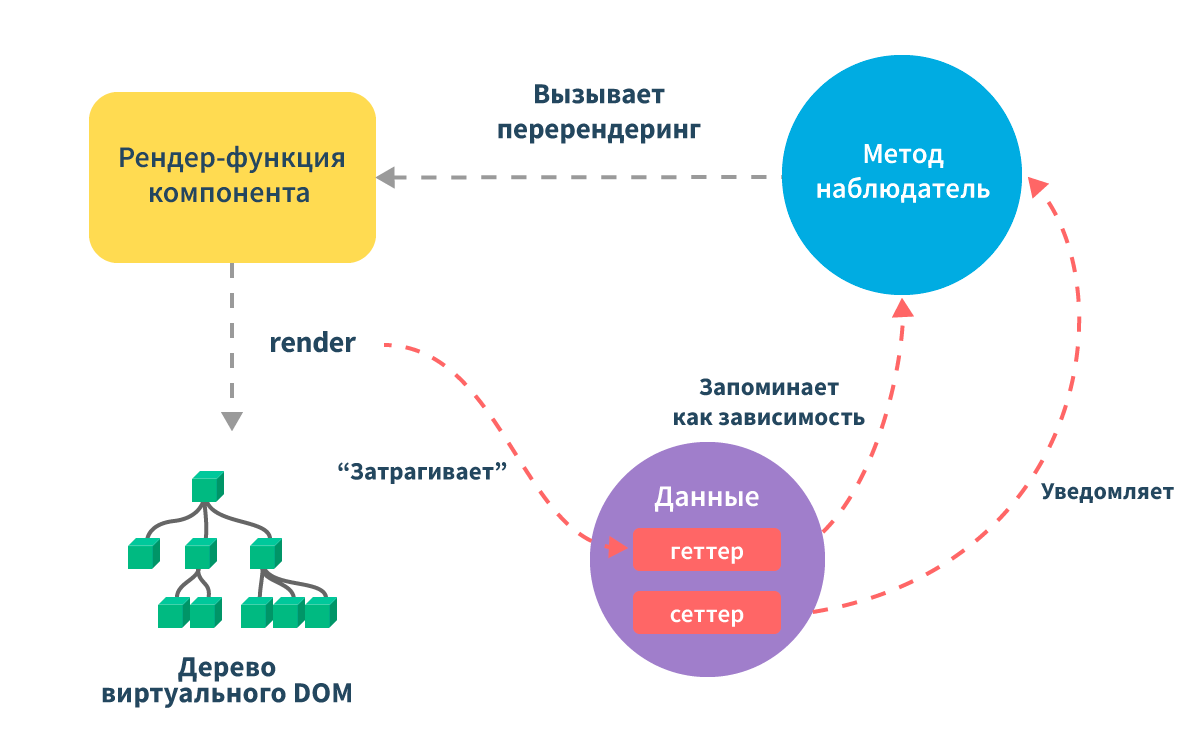 Вызывает
перерендеринг
Рендер-функция
компонента
Метод
наблюдатель
render
Запоминает
как зависимость
“Затрагивает”
Данные
Уведомляет
геттер
сеттер
Дерево
виртуального DOM